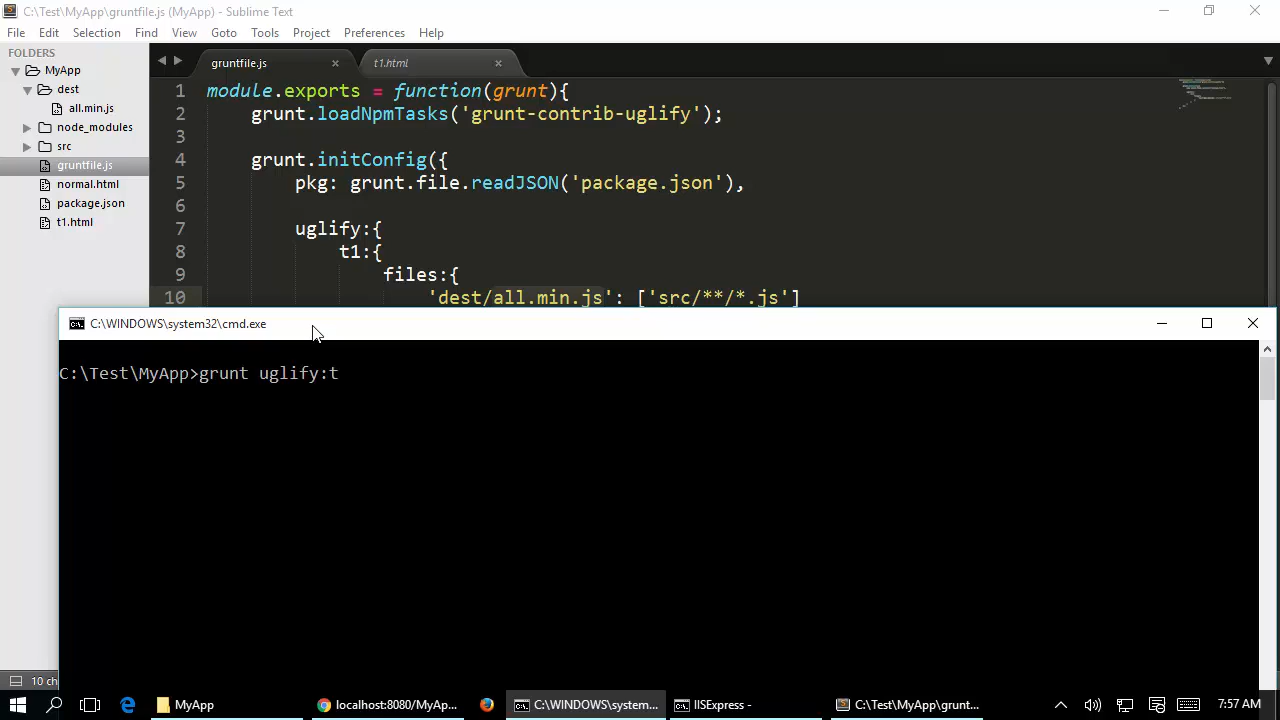 C:\Test\MyApp\gruntfile.js (MyApp) - Sublime Text
File Edit Selection Find View Goto Tools Project Preferences Help
FOLDERS
MyApp
dest
all.min.js
node_modules
src
gruntfile.js
normal.html
package.json
t1.html
gruntfile.js
t1.html
1 module.exports = function(grunt){
2 grunt.loadNpmTasks('grunt-contrib-uglify');
3
4 grunt.initConfig({
5 pkg: grunt.file.readJSON('package.json'),
6
7 uglify:{
8 t1:{
9 files:{
10 'dest/all.min.js': ['src/**/*.js']
C:\WINDOWS\system32\cmd.exe
C:\Test\MyApp>grunt uglify:t
10 ch
MyApp
localhost:8080/MyAp...
C:\WINDOWS\system...
IISExpress -
C:\Test\MyApp\grunt...
7:57 AM